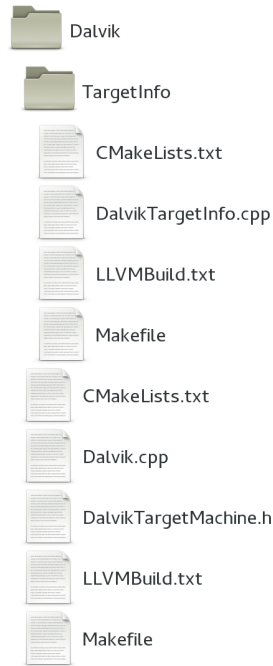 Dalvik
TargetInfo
CMakeLists.txt
DalvikTargetInfo.cpp
LLVMBuild.txt
Makefile
CMakeLists.txt
Dalvik.cpp
DalvikTargetMachine.h
LLVMBuild.txt
Makefile